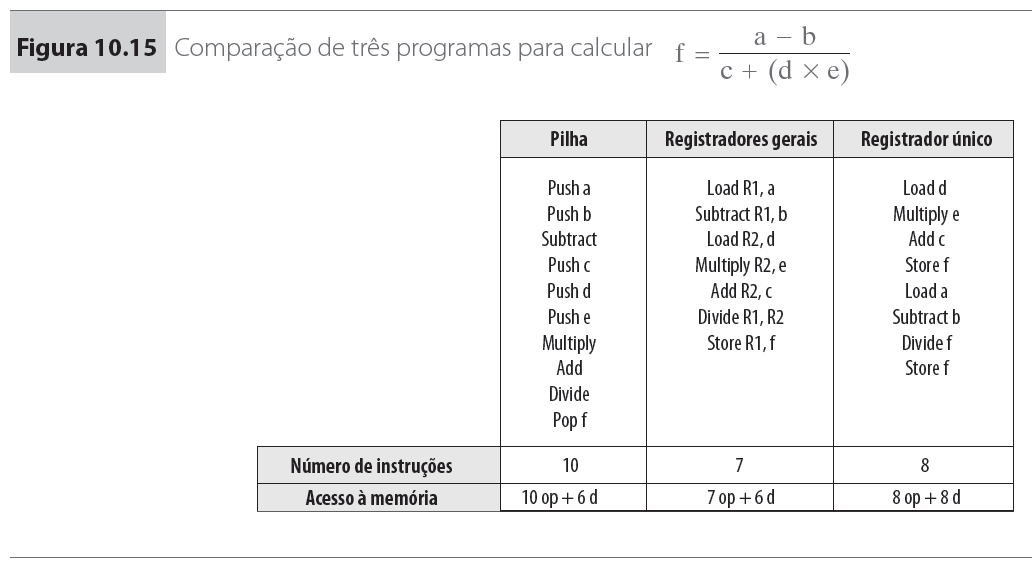 Figura 10.15 Comparação de três programas para calcular f = a − b / c + (d × e)
Pilha Registradores gerais Registrador único
Push a Load R1, a Load d
Push b Subtract R1, b Multiply e
Subtract Load R2, d Add c
Push c Multiply R2, e Store f
Push d Add R2, c Load a
Push e Divide R1, R2 Subtract b
Multiply Store R1, f Divide f
Add Store f
Divide
Pop f
Número de instruções 10 7 8
Acesso à memória 10 op + 6 d 7 op + 6 d 8 op + 8 d